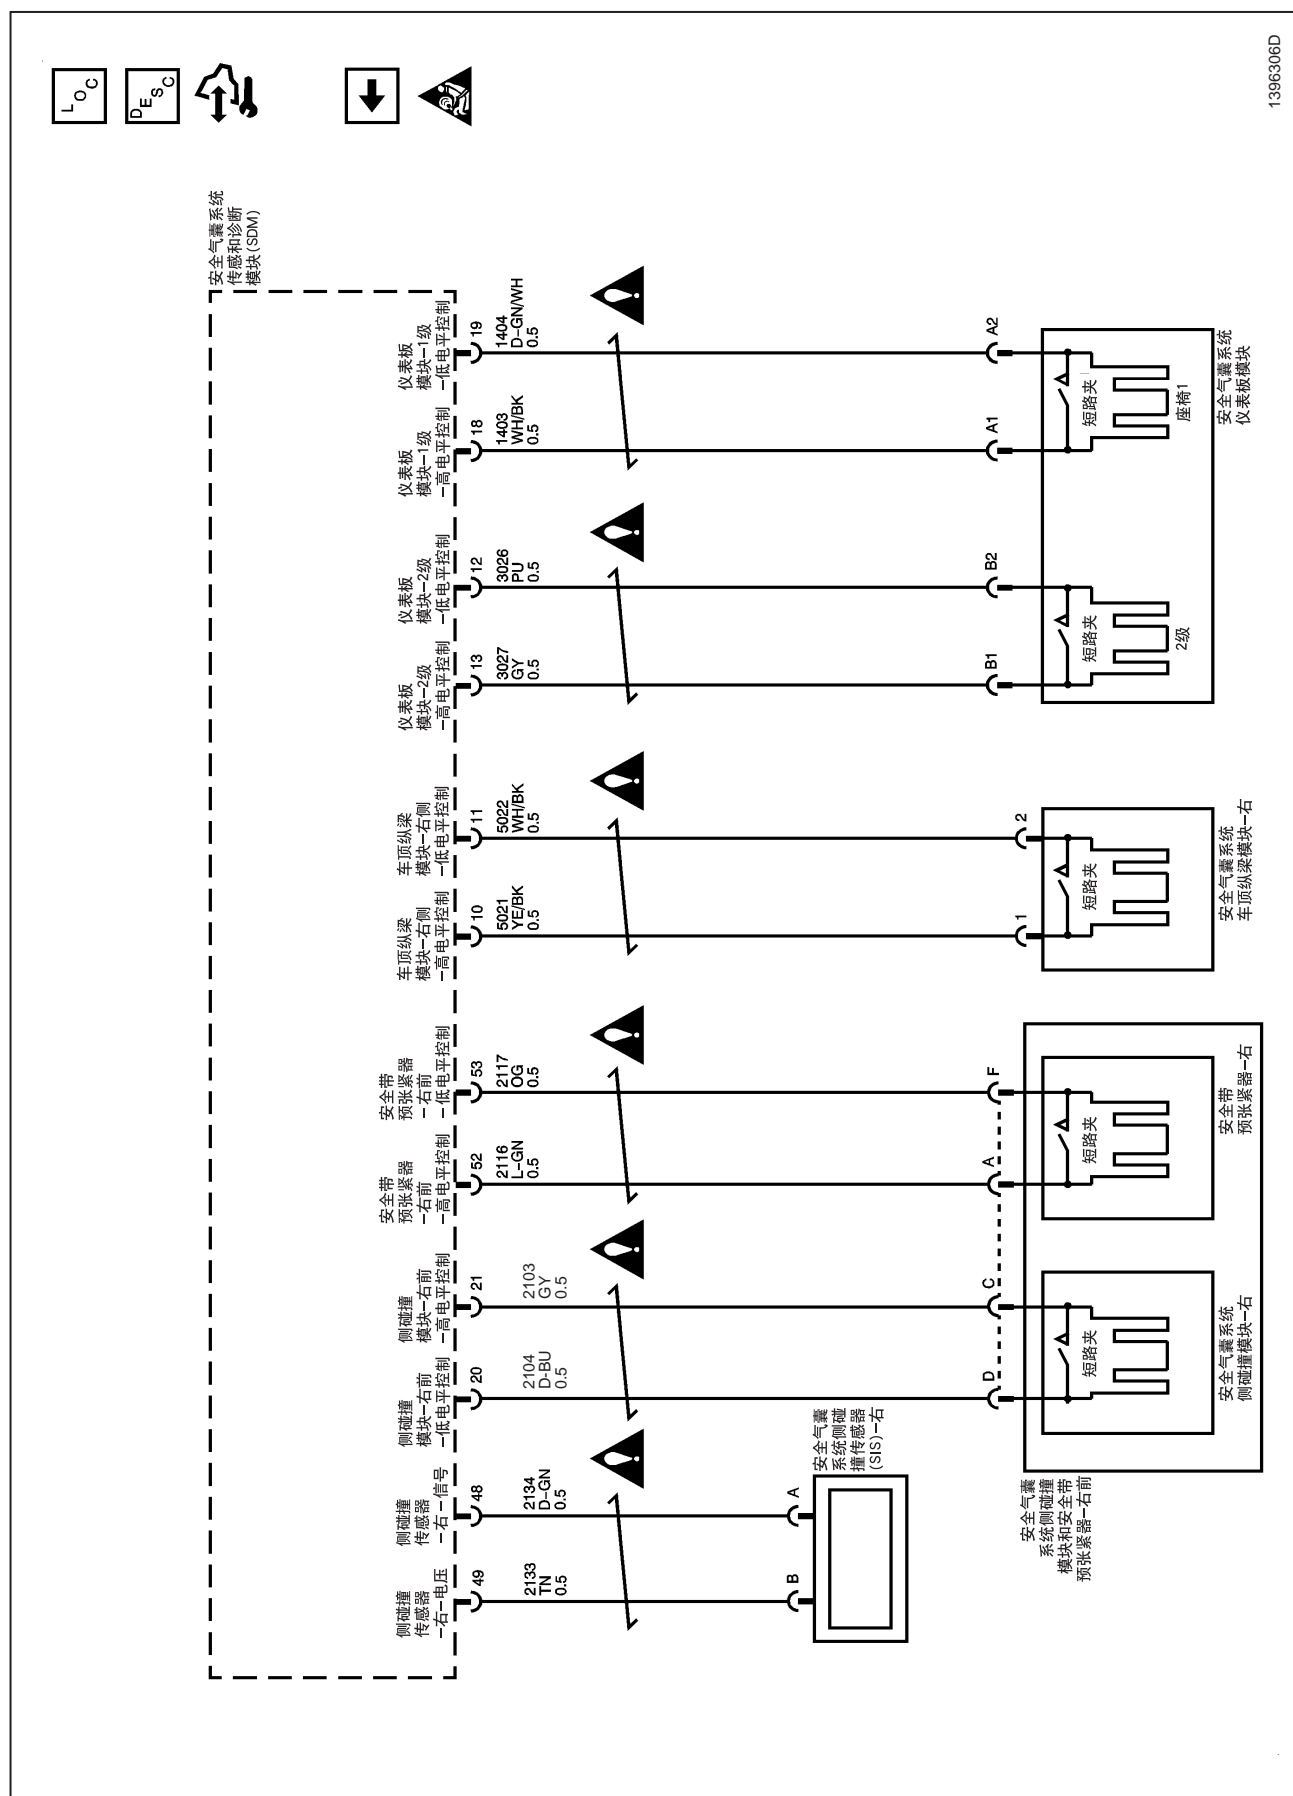 LOC
DESC
1396306D
安全气囊系统
传感和诊断
模块(SDM)
侧碰撞
传感器
-右-电压
49
2133
TN
0.5
B
侧碰撞
传感器
-右-信号
48
2134
D-GN
0.5
A
安全气囊
系统侧碰
撞传感器
(SIS)-右
侧碰撞
模块-右前
-低电平控制
20
2104
D-BU
0.5
D
侧碰撞
模块-右前
-高电平控制
21
2103
GY
0.5
C
短路夹
安全气囊系统
侧碰撞模块-右
安全带
预张紧器
-右前
-高电平控制
52
2116
L-GN
0.5
A
安全带
预张紧器
-右前
-低电平控制
53
2117
OG
0.5
F
短路夹
安全带
预张紧器-右
安全气囊
系统侧碰撞
模块和安全带
预张紧器-右前
车顶纵梁
模块-右侧
-高电平控制
10
5021
YE/BK
0.5
1
车顶纵梁
模块-右侧
-低电平控制
11
5022
WH/BK
0.5
2
短路夹
安全气囊系统
车顶纵梁模块-右
仪表板
模块-2级
-高电平控制
13
3027
GY
0.5
B1
仪表板
模块-2级
-低电平控制
12
3026
PU
0.5
B2
短路夹
2级
仪表板
模块-1级
-高电平控制
18
1403
WH/BK
0.5
A1
仪表板
模块-1级
-低电平控制
19
1404
D-GN/WH
0.5
A2
短路夹
座椅1
安全气囊系统
仪表板模块